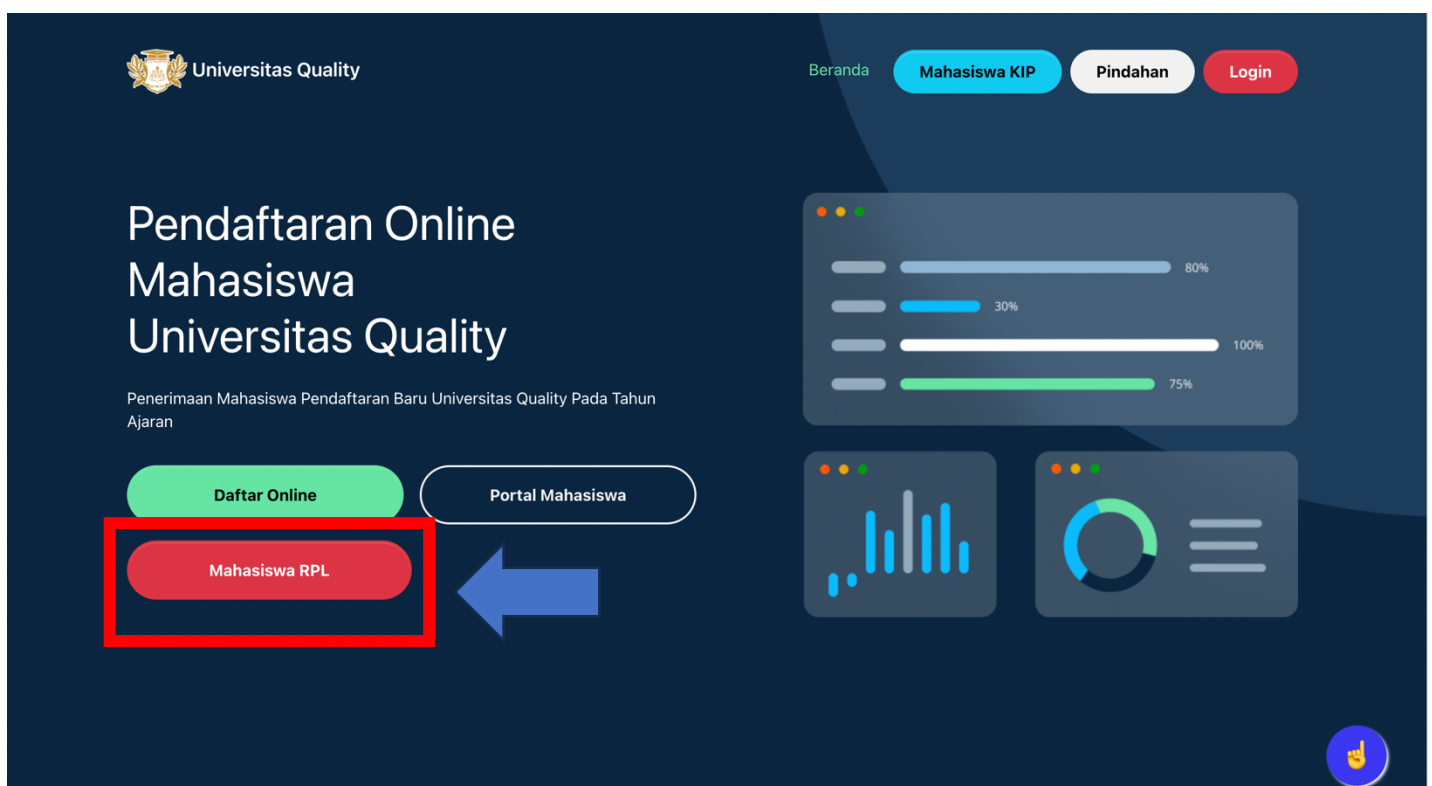 Universitas Quality
Beranda
Mahasiswa KIP
Pindahan
Login
Pendaftaran Online
Mahasiswa
Universitas Quality
Penerimaan Mahasiswa Pendaftaran Baru Universitas Quality Pada Tahun
Ajaran
Daftar Online
Portal Mahasiswa
Mahasiswa RPL
80%
30%
100%
75%